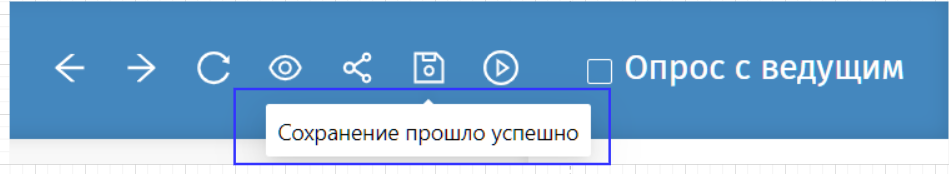 Опрос с ведущим
Сохранение прошло успешно